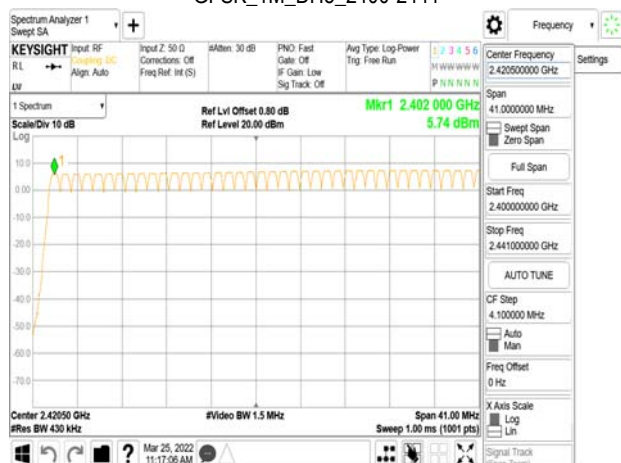 Spectrum Analyzer 1
Swept SA
+
Frequency
KEYSIGHT Input: RF
RL
Coupling: DC
Align: Auto
Input Z: 50 Ω
Corrections: Off
Freq Ref: Int (S)
#Atten: 30 dB
PNO: Fast
Gate: Off
IF Gain: Low
Sig Track: Off
Avg Type: Log-Power
Trig: Free Run
1 2 3 4 5 6
M W W W W W
P N N N N N
1 Spectrum
Scale/Div 10 dB
Log
Ref Lvl Offset 0.80 dB
Ref Level 20.00 dBm
Mkr1 2.402 000 GHz
5.74 dBm
1
10.0
0.00
-10.0
-20.0
-30.0
-40.0
-50.0
-60.0
-70.0
Center 2.42050 GHz
#Res BW 430 kHz
#Video BW 1.5 MHz
Span 41.00 MHz
Sweep 1.00 ms (1001 pts)
Mar 25, 2022
11:17:06 AM
?
Center Frequency
2.420500000 GHz
Settings
Span
41.0000000 MHz
Swept Span
Zero Span
Full Span
Start Freq
2.400000000 GHz
Stop Freq
2.441000000 GHz
AUTO TUNE
CF Step
4.100000 MHz
Auto
Man
Freq Offset
0 Hz
X Axis Scale
Log
Lin
Signal Track